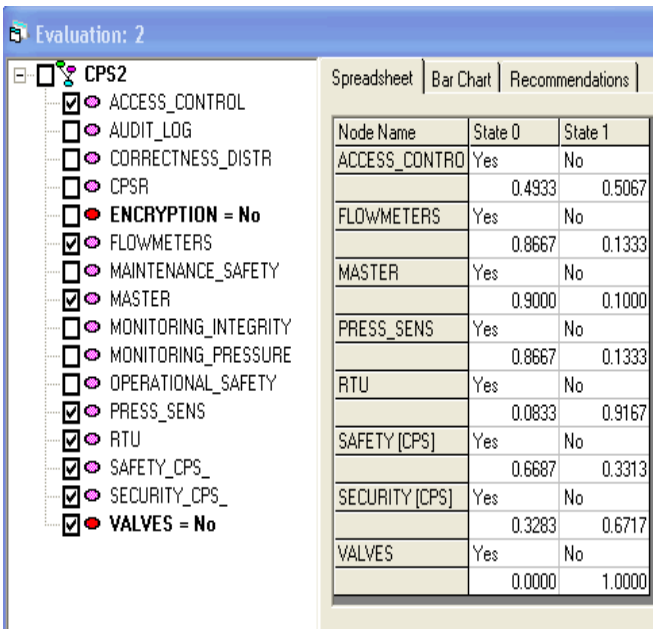 Evaluation: 2
CPS2
ACCESS_CONTROL
AUDIT_LOG
CORRECTNESS_DISTR
CPSR
ENCRYPTION = No
FLOWMETERS
MAINTENANCE_SAFETY
MASTER
MONITORING_INTEGRITY
MONITORING_PRESSURE
OPERATIONAL_SAFETY
PRESS_SENS
RTU
SAFETY_CPS_
SECURITY_CPS_
VALVES = No
Spreadsheet Bar Chart Recommendations
Node Name State 0 State 1
ACCESS_CONTRO Yes No
0.4933 0.5067
FLOWMETERS Yes No
0.8667 0.1333
MASTER Yes No
0.9000 0.1000
PRESS_SENS Yes No
0.8667 0.1333
RTU Yes No
0.0833 0.9167
SAFETY [CPS] Yes No
0.6687 0.3313
SECURITY [CPS] Yes No
0.3283 0.6717
VALVES Yes No
0.0000 1.0000